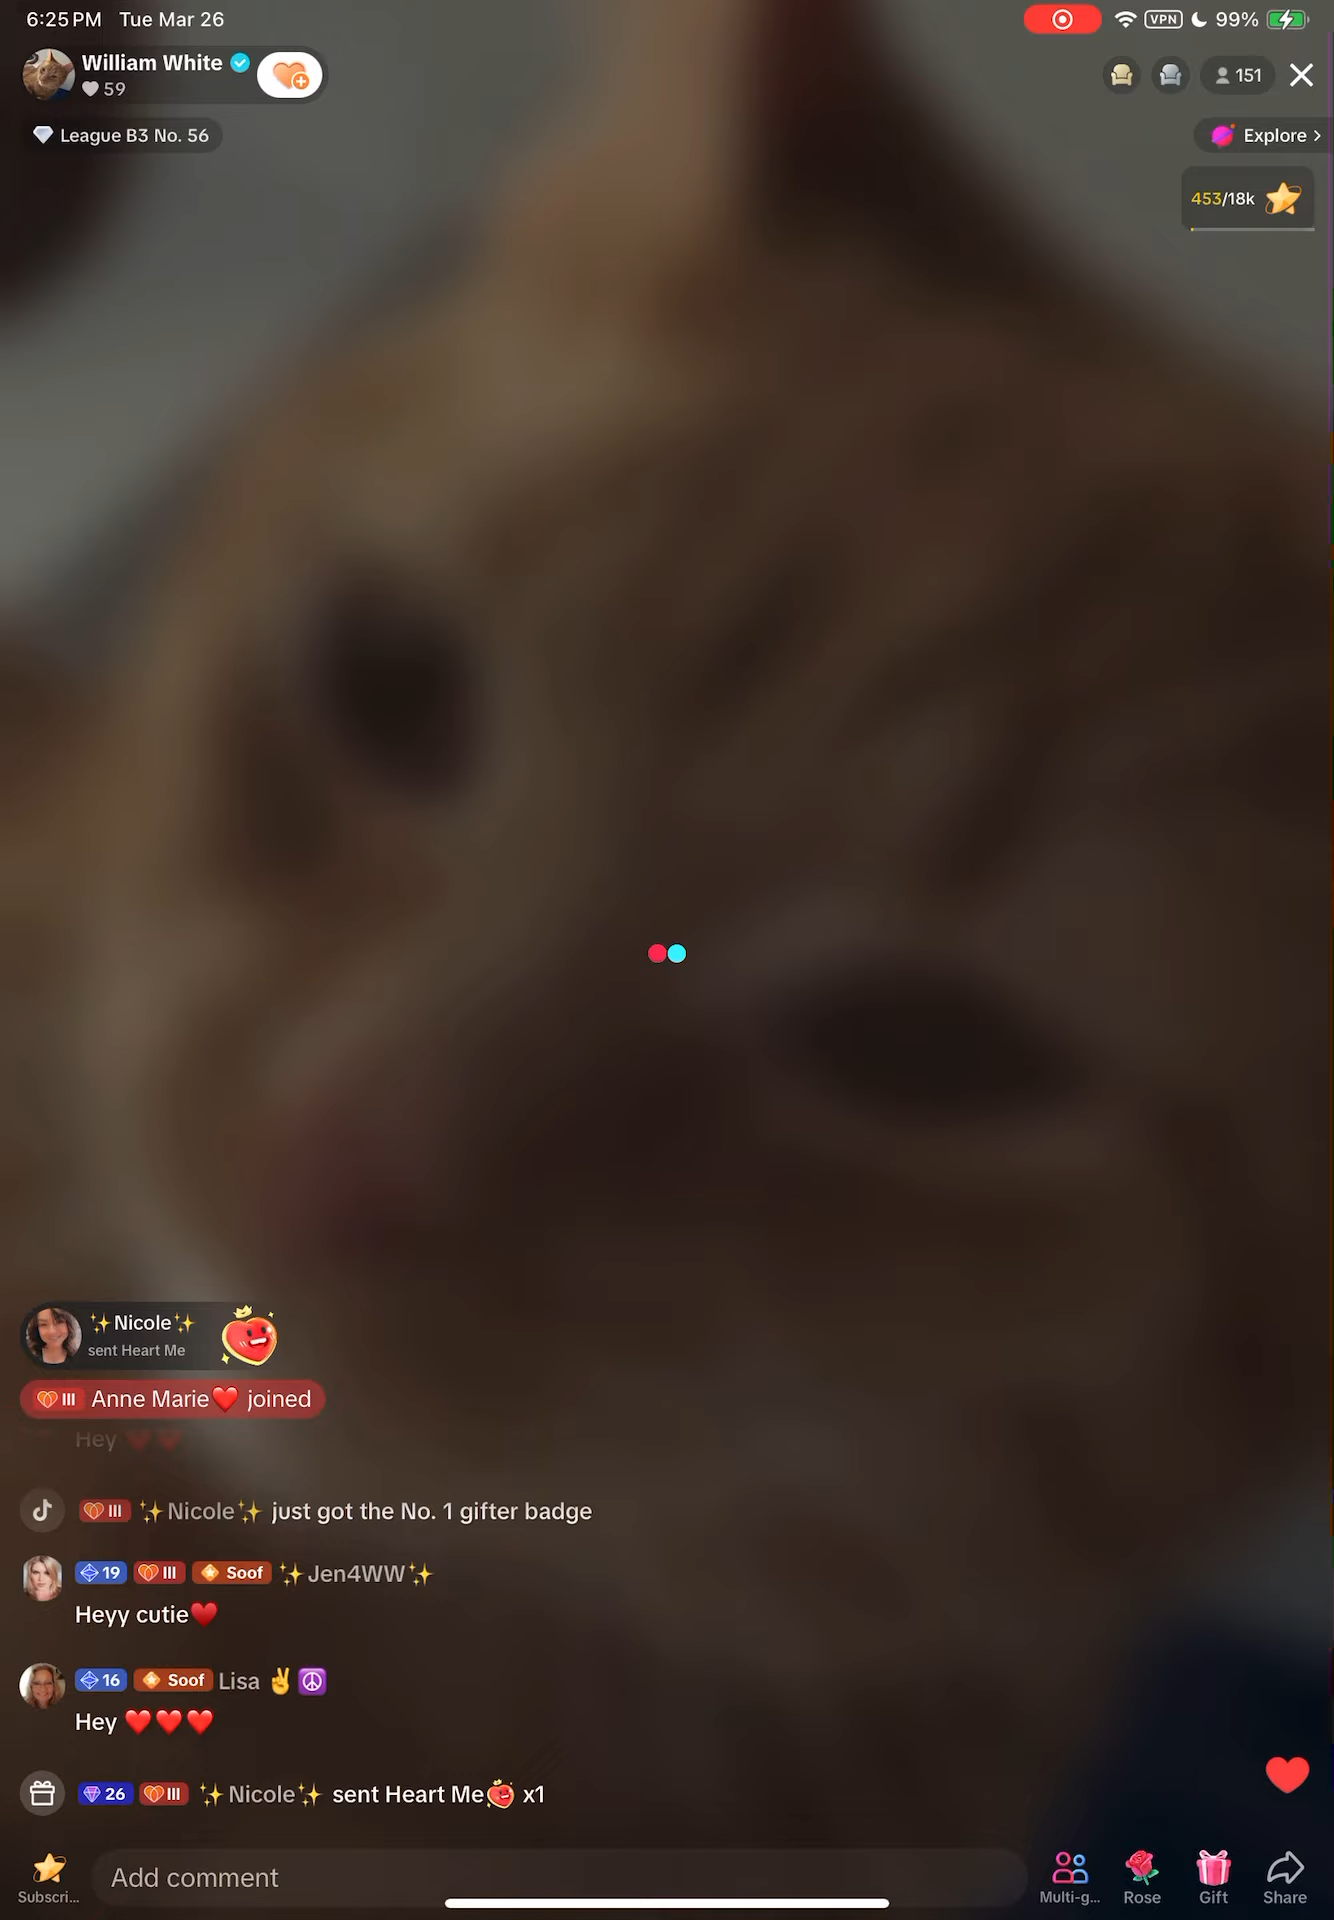 6:25 PM Tue Mar 26
VPN 99%
William White
59
151
League B3 No. 56
Explore >
453/18k
✨Nicole✨
sent Heart Me
III Anne Marie❤️ joined
Hey ❤️❤️
III ✨Nicole✨ just got the No. 1 gifter badge
19 III Soof ✨Jen4WW✨
Heyy cutie❤️
16 Soof Lisa ✌️☮️
Hey ❤️❤️❤️
26 III ✨Nicole✨ sent Heart Me x1
Add comment
Subscri...
Multi-g...
Rose
Gift
Share